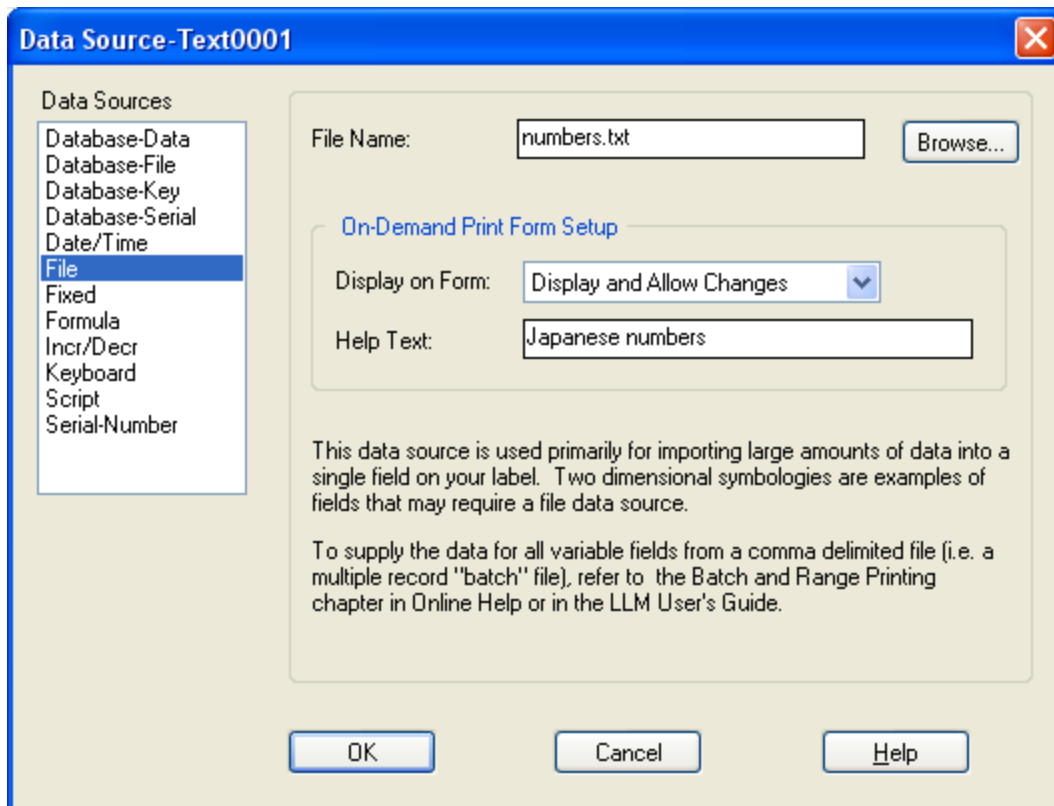 Data Source-Text0001
Data Sources
Database-Data
Database-File
Database-Key
Database-Serial
Date/Time
File
Fixed
Formula
Incr/Decr
Keyboard
Script
Serial-Number
File Name:
numbers.txt
Browse...
On-Demand Print Form Setup
Display on Form:
Display and Allow Changes
Help Text:
Japanese numbers
This data source is used primarily for importing large amounts of data into a
single field on your label.  Two dimensional symbologies are examples of
fields that may require a file data source.
To supply the data for all variable fields from a comma delimited file (i.e. a
multiple record "batch" file), refer to  the Batch and Range Printing
chapter in Online Help or in the LLM User's Guide.
OK
Cancel
Help